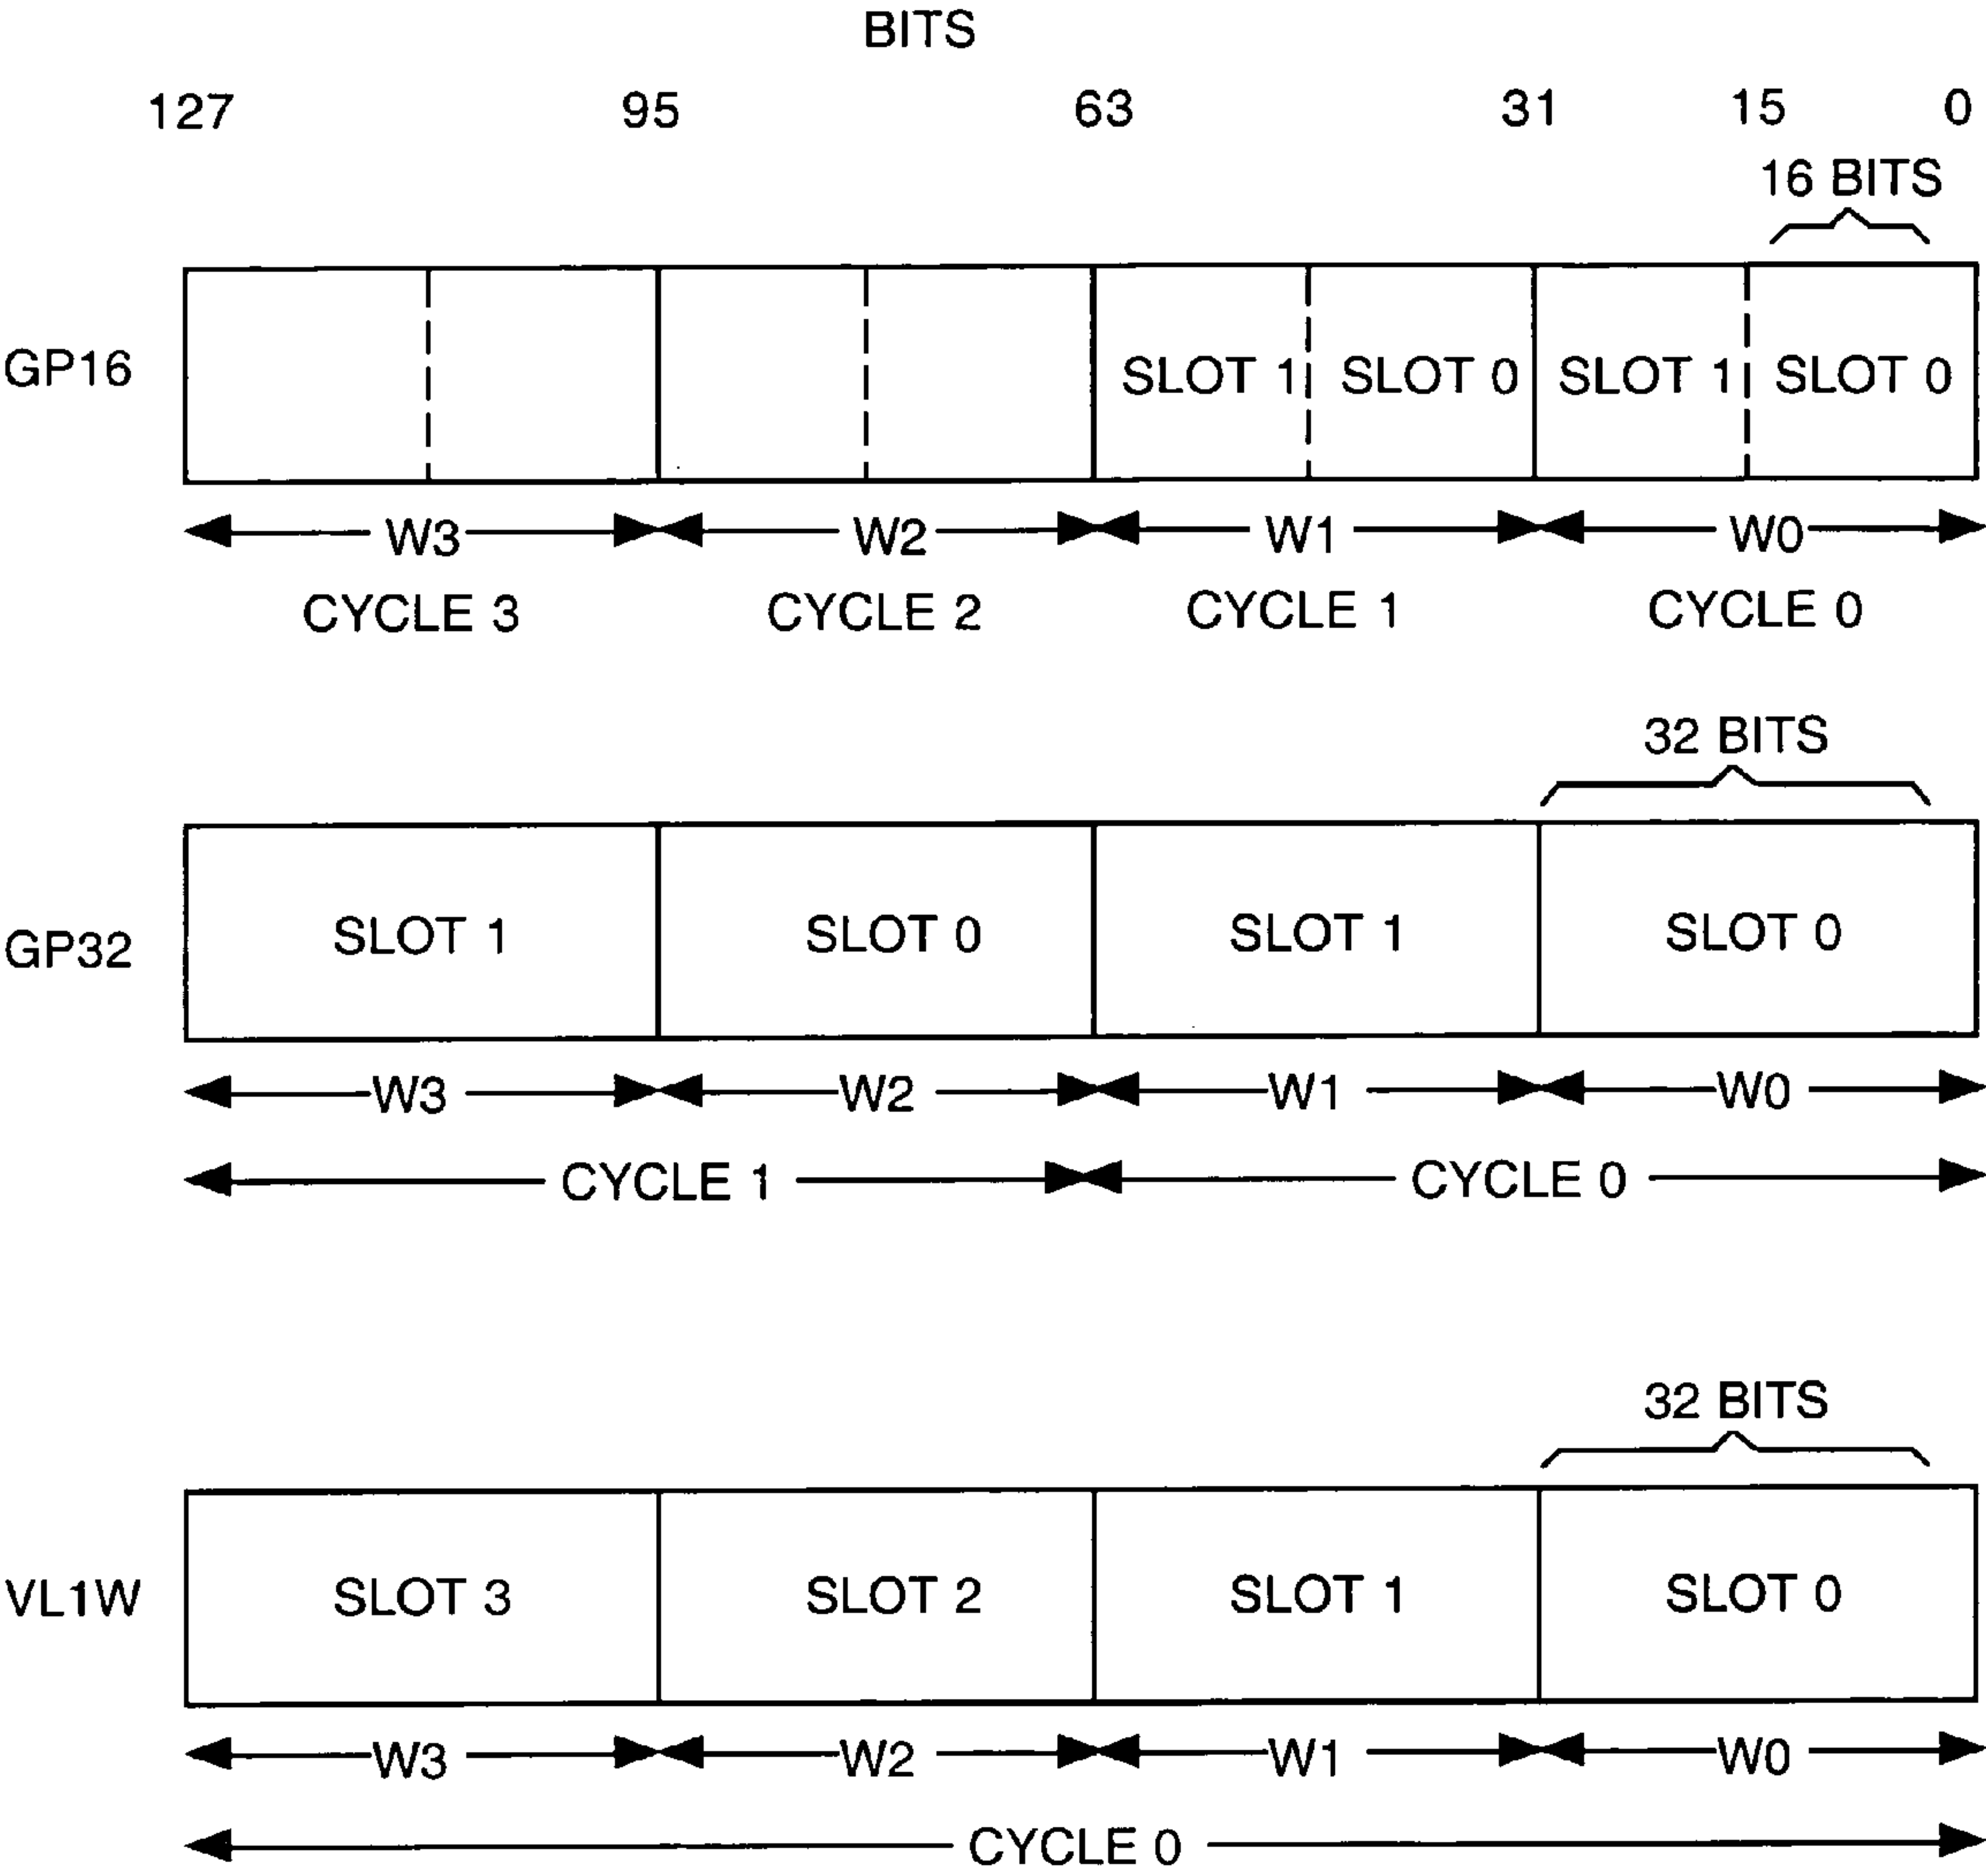 BITS
127 95 63 31 15 0
16 BITS
GP16 SLOT 1 SLOT 0 SLOT 1 SLOT 0
W3 W2 W1 W0
CYCLE 3 CYCLE 2 CYCLE 1 CYCLE 0
32 BITS
GP32 SLOT 1 SLOT 0 SLOT 1 SLOT 0
W3 W2 W1 W0
CYCLE 1 CYCLE 0
32 BITS
VL1W SLOT 3 SLOT 2 SLOT 1 SLOT 0
W3 W2 W1 W0
CYCLE 0